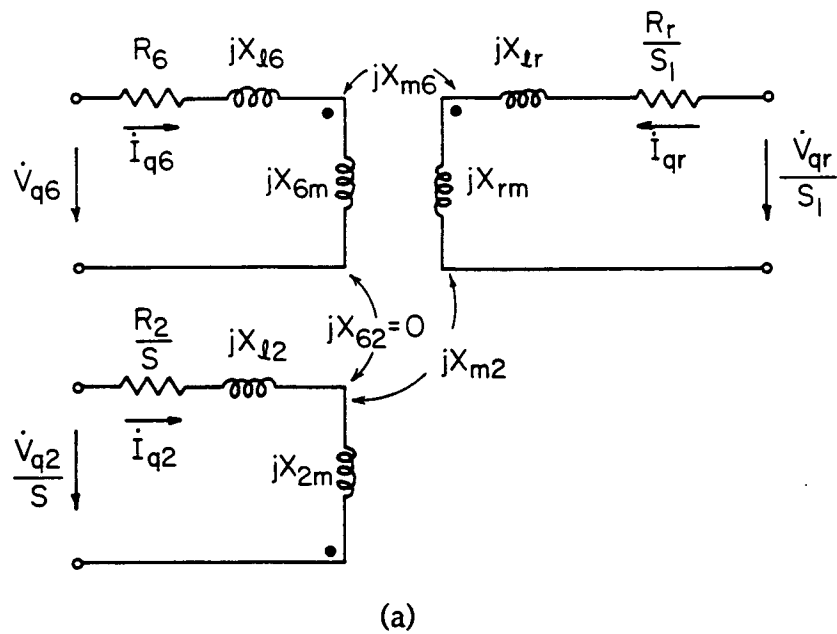 R6
jXℓ6
jXm6
jXℓr
Rr
S1
V̇q6
İq6
jX6m
jXrm
İqr
V̇qr
S1
R2
S
jXℓ2
jX62=0
jXm2
V̇q2
S
İq2
jX2m
(a)